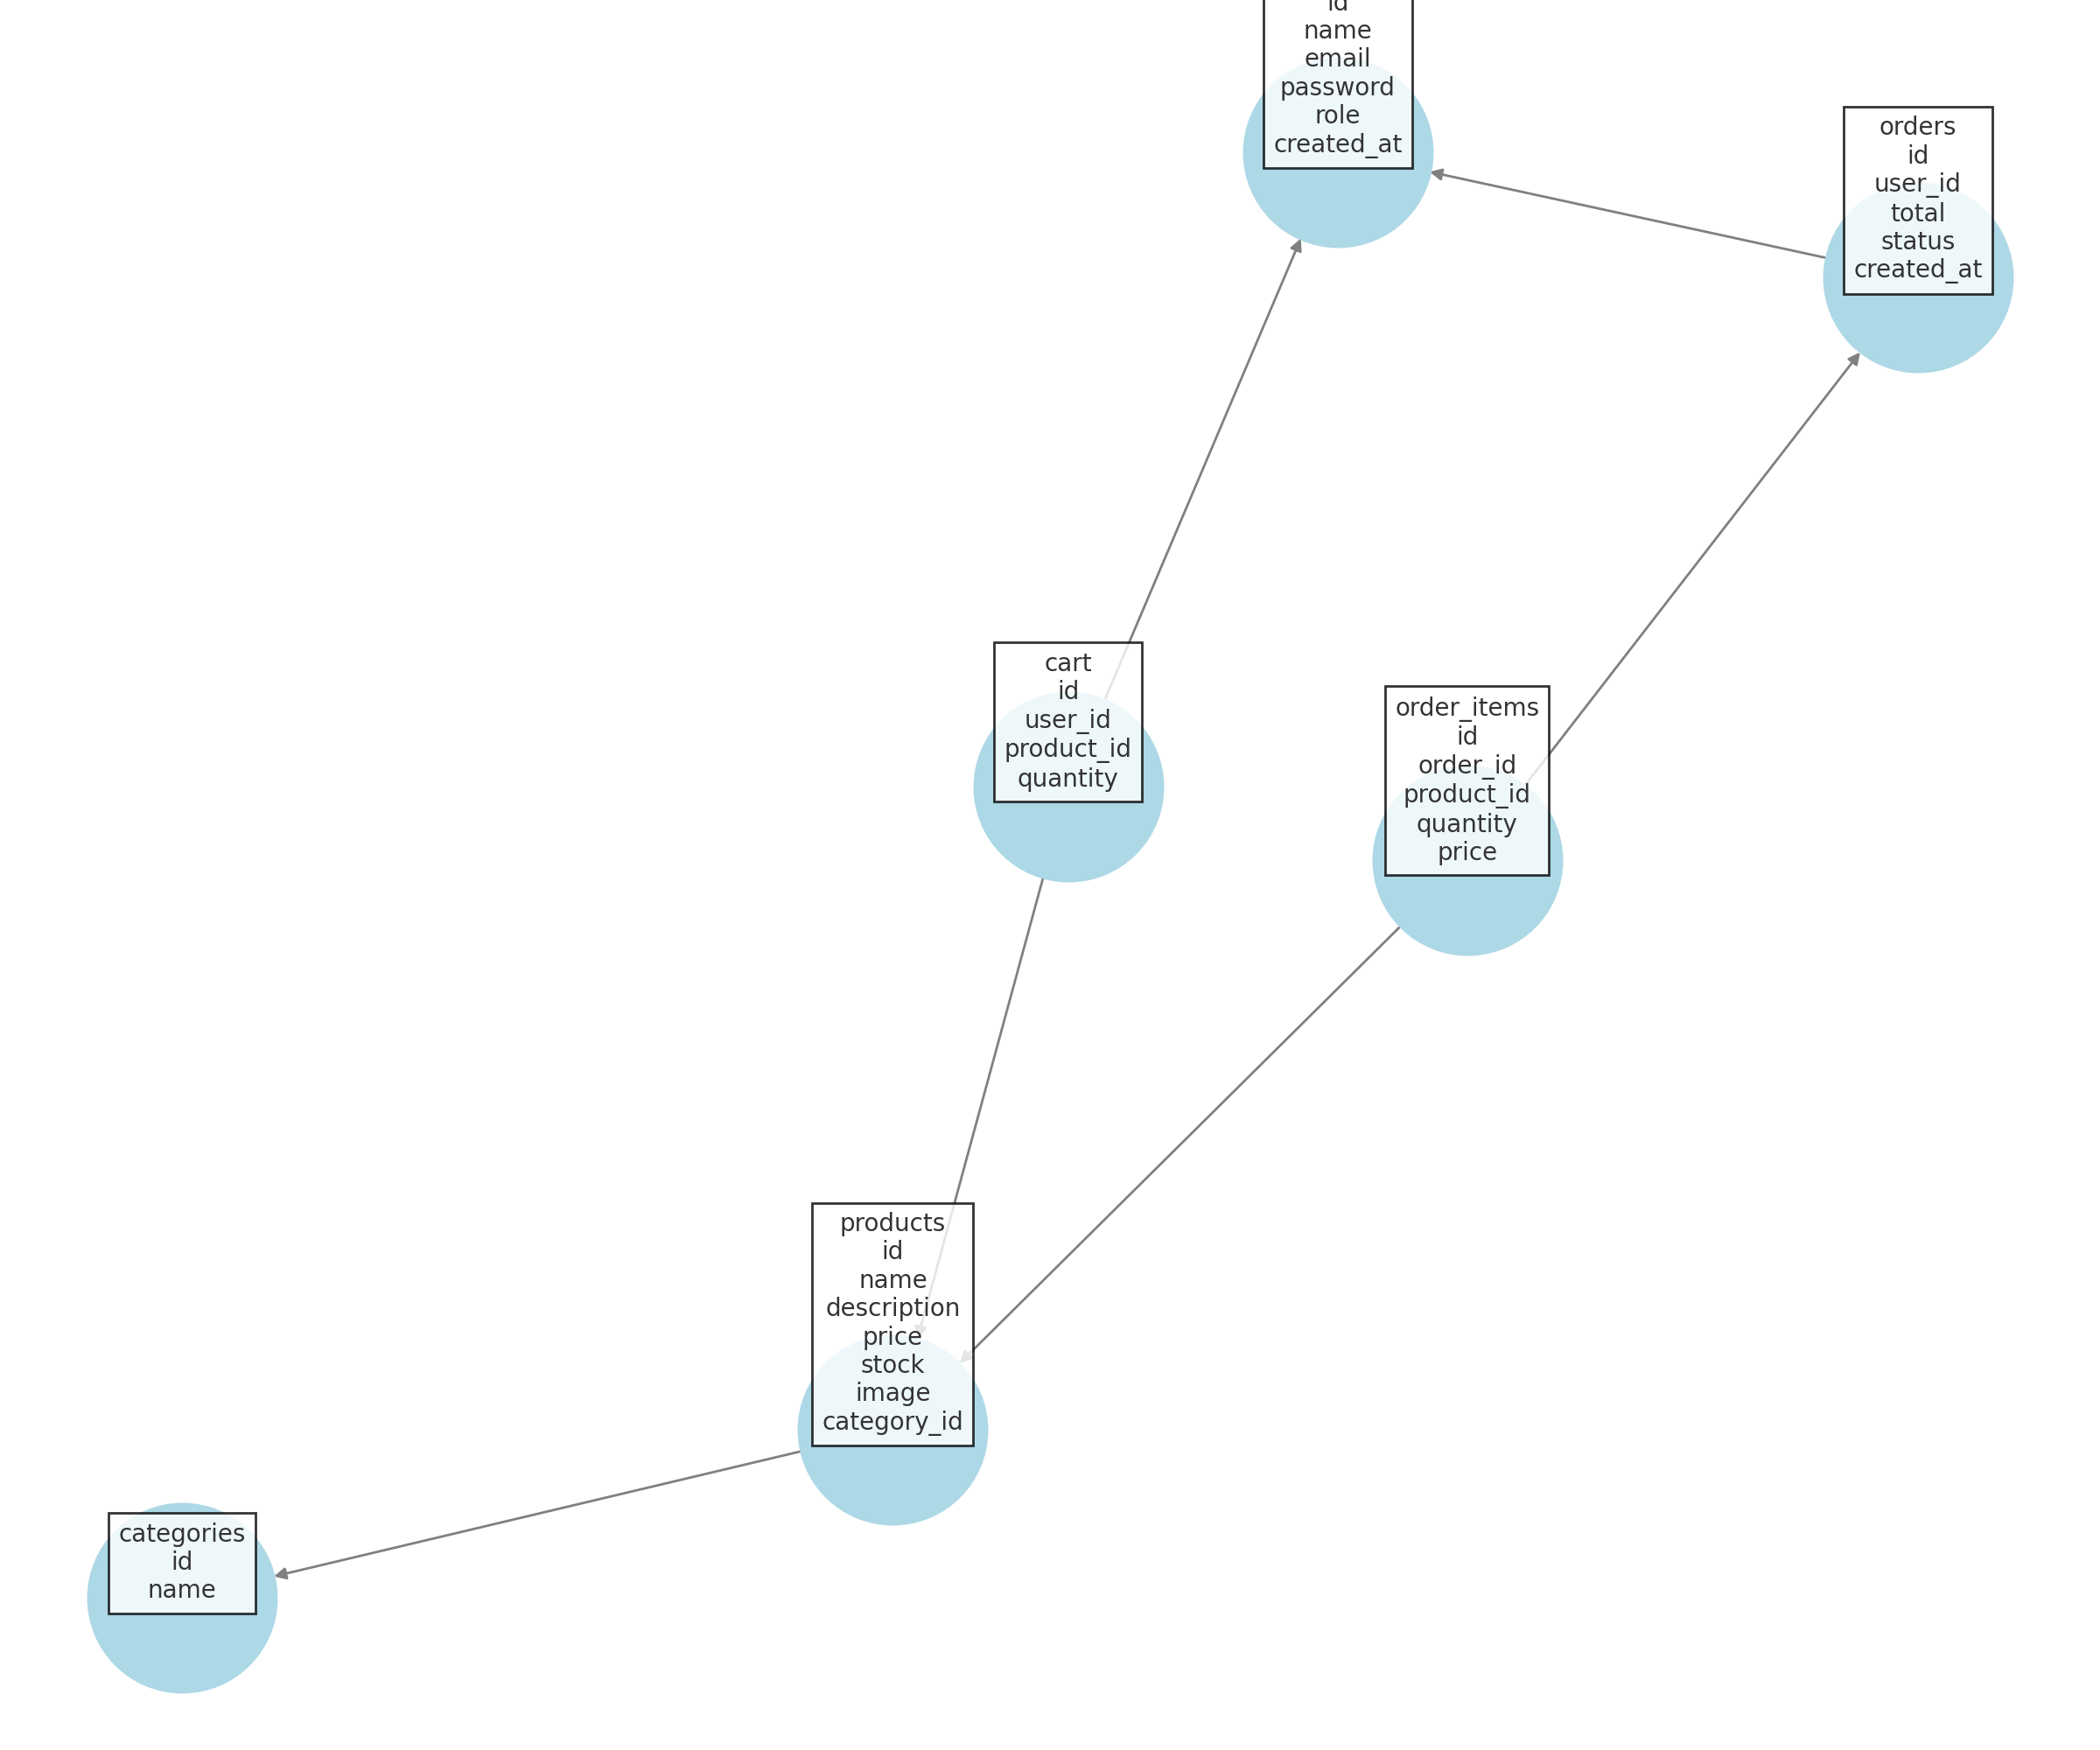 id
name
email
password
role
created_at
orders
id
user_id
total
status
created_at
cart
id
user_id
product_id
quantity
order_items
id
order_id
product_id
quantity
price
products
id
name
description
price
stock
image
category_id
categories
id
name